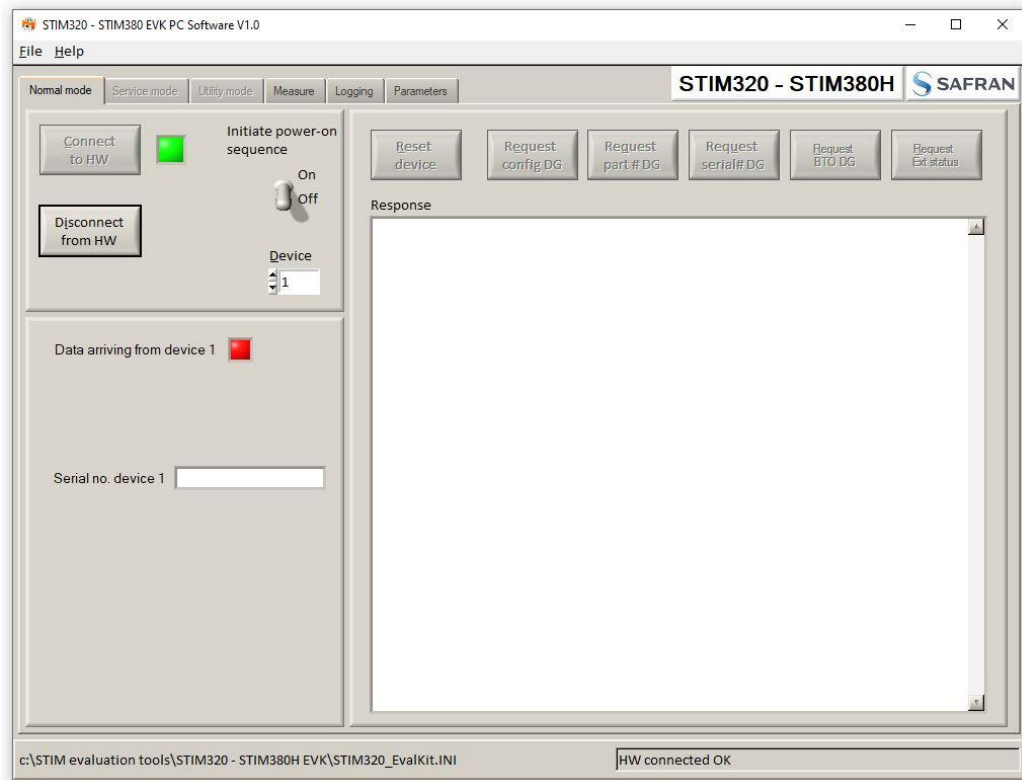 STIM320 - STIM380 EVK PC Software V1.0
File Help
Normal mode Service mode Utility mode Measure Logging Parameters
STIM320 - STIM380H SAFRAN
Connect
to HW
Initiate power-on
sequence
On
Off
Disconnect
from HW
Device
1
Reset
device
Request
config DG
Request
part # DG
Request
serial# DG
Request
BTO DG
Request
Ext status
Response
Data arriving from device 1
Serial no. device 1
c:\STIM evaluation tools\STIM320 - STIM380H EVK\STIM320_EvalKit.INI
HW connected OK